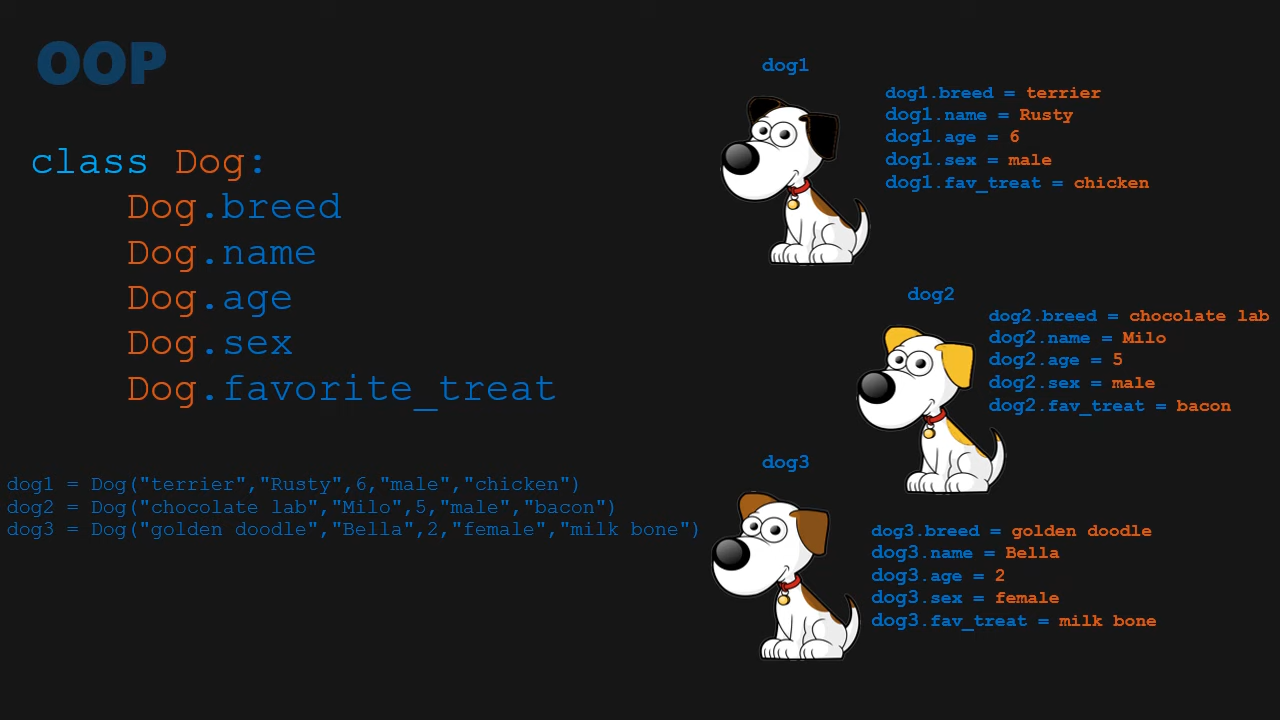 OOP
class Dog:
Dog.breed
Dog.name
Dog.age
Dog.sex
Dog.favorite_treat
dog1 = Dog("terrier","Rusty",6,"male","chicken")
dog2 = Dog("chocolate lab","Milo",5,"male","bacon")
dog3 = Dog("golden doodle","Bella",2,"female","milk bone")
dog1
dog1.breed = terrier
dog1.name = Rusty
dog1.age = 6
dog1.sex = male
dog1.fav_treat = chicken
dog2
dog2.breed = chocolate lab
dog2.name = Milo
dog2.age = 5
dog2.sex = male
dog2.fav_treat = bacon
dog3
dog3.breed = golden doodle
dog3.name = Bella
dog3.age = 2
dog3.sex = female
dog3.fav_treat = milk bone